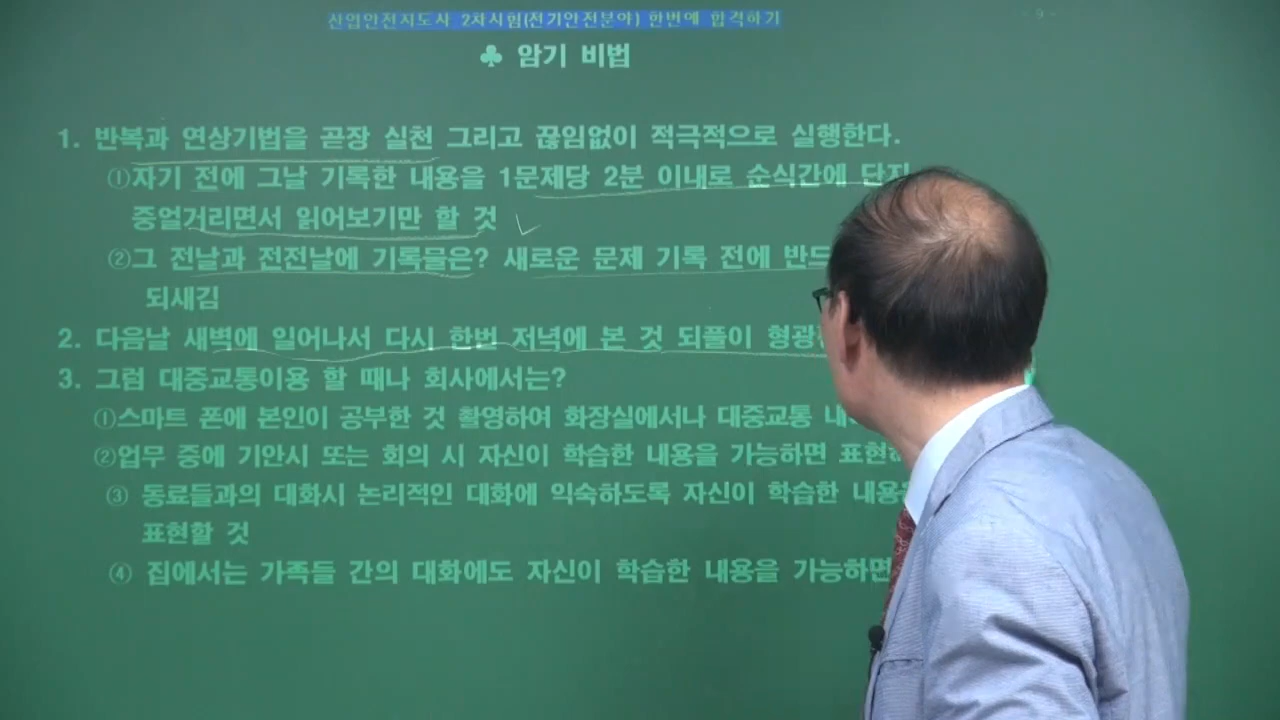 산업안전지도사 2차시험(전기안전분야) 한번에 합격하기
- 9 -
♣ 암기 비법
1. 반복과 연상기법을 곧장 실천 그리고 끊임없이 적극적으로 실행한다.
①자기 전에 그날 기록한 내용을 1문제당 2분 이내로 순식간에 단지
중얼거리면서 읽어보기만 할 것
②그 전날과 전전날에 기록물은? 새로운 문제 기록 전에
되새김
2. 다음날 새벽에 일어나서 다시 한번 저녁에 본 것 되풀이
3. 그럼 대중교통이용 할 때나 회사에서는?
①스마트 폰에 본인이 공부한 것 촬영하여 화장실에서나 대중교통
②업무 중에 기안시 또는 회의 시 자신이 학습한 내용을 가능하면
③ 동료들과의 대화시 논리적인 대화에 익숙하도록 자신이 학습한
표현할 것
④ 집에서는 가족들 간의 대화에도 자신이 학습한 내용을 가능하면